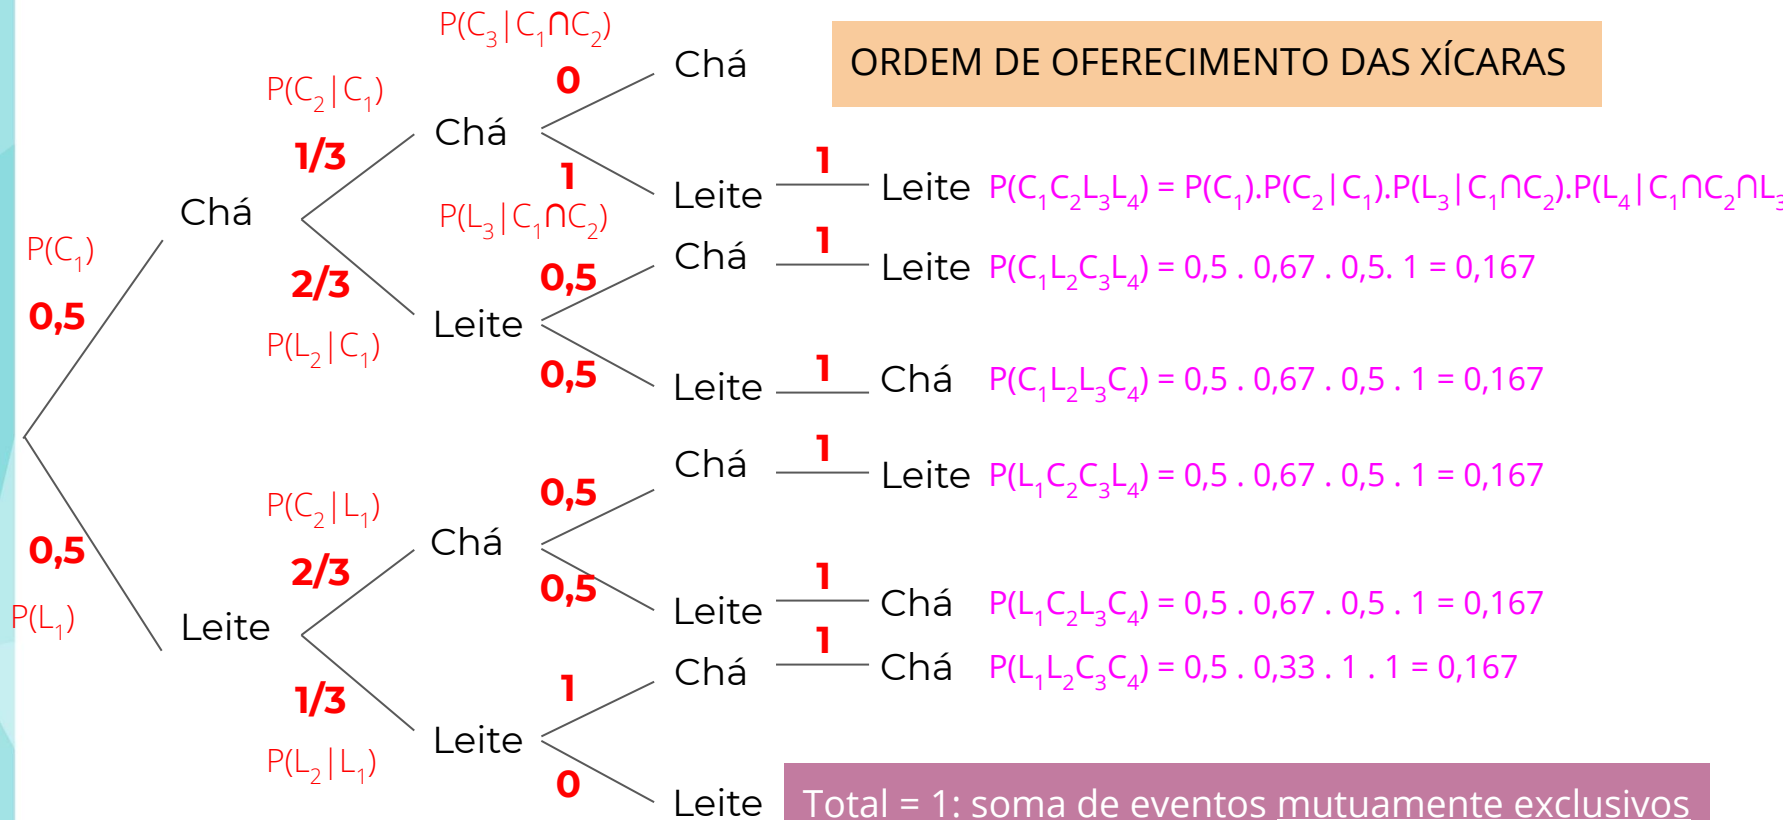 P(C₃|C₁∩C₂)
0
Chá
ORDEM DE OFERECIMENTO DAS XÍCARAS
P(C₂|C₁)
1/3
Chá
1
Leite
1
Leite
P(C₁C₂L₃L₄) = P(C₁).P(C₂|C₁).P(L₃|C₁∩C₂).P(L₄|C₁∩C₂∩L₃
P(L₃|C₁∩C₂)
Chá
P(C₁)
0,5
2/3
P(L₂|C₁)
Leite
0,5
Chá
1
Leite
P(C₁L₂C₃L₄) = 0,5 . 0,67 . 0,5. 1 = 0,167
0,5
Leite
1
Chá
P(C₁L₂L₃C₄) = 0,5 . 0,67 . 0,5 . 1 = 0,167
P(C₂|L₁)
2/3
Chá
0,5
Chá
1
Leite
P(L₁C₂C₃L₄) = 0,5 . 0,67 . 0,5 . 1 = 0,167
0,5
P(L₁)
Leite
0,5
Leite
1
Chá
P(L₁C₂L₃C₄) = 0,5 . 0,67 . 0,5 . 1 = 0,167
1/3
P(L₂|L₁)
Leite
1
Chá
1
Chá
P(L₁L₂C₃C₄) = 0,5 . 0,33 . 1 . 1 = 0,167
0
Leite
Total = 1: soma de eventos mutuamente exclusivos